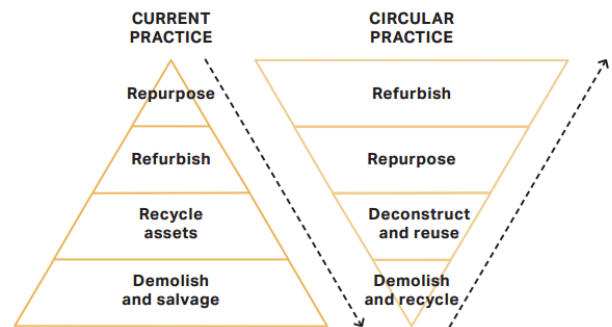 CURRENT
PRACTICE
Repurpose
Refurbish
Recycle
assets
Demolish
and salvage
CIRCULAR
PRACTICE
Refurbish
Repurpose
Deconstruct
and reuse
Demolish
and recycle